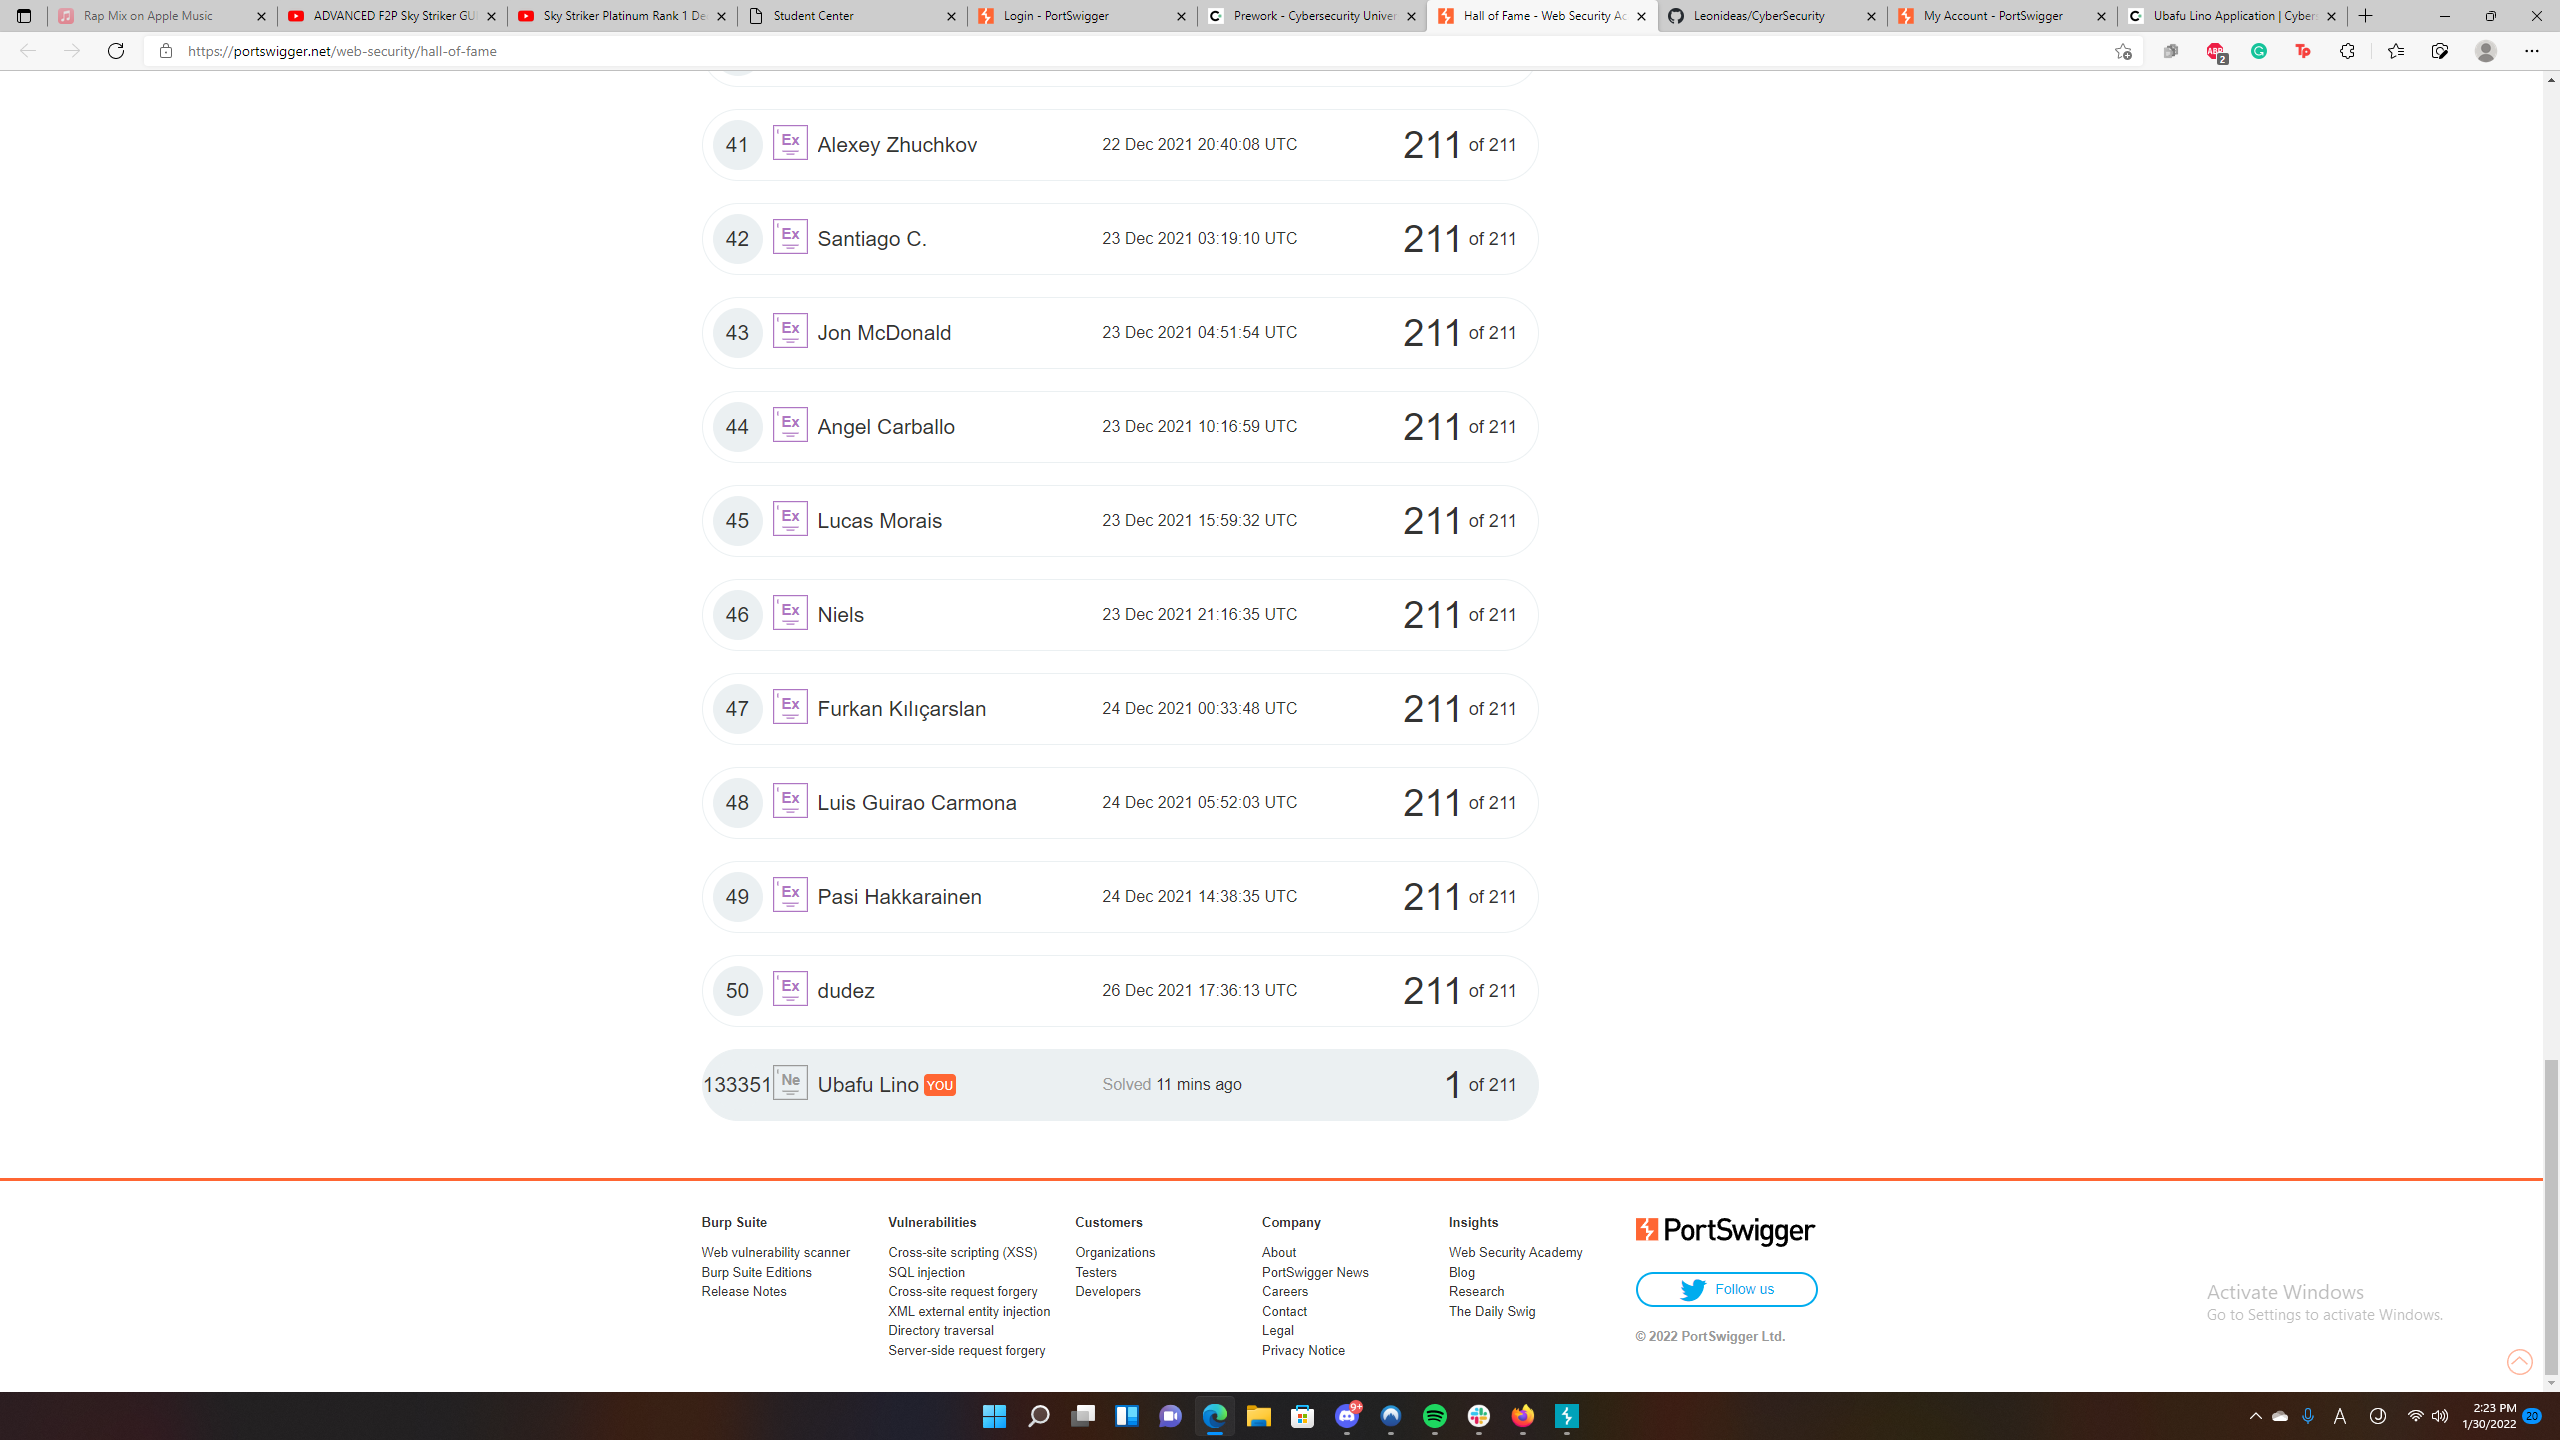 Rap Mix on Apple Music
ADVANCED F2P Sky Striker GU
Sky Striker Platinum Rank 1 De
Student Center
Login - PortSwigger
Prework - Cybersecurity Univer
Hall of Fame - Web Security Ac
Leonideas/CyberSecurity
My Account - PortSwigger
Ubafu Lino Application | Cyber
https://portswigger.net/web-security/hall-of-fame
ABP
2
Tp
41 Ex Alexey Zhuchkov 22 Dec 2021 20:40:08 UTC 211 of 211
42 Ex Santiago C. 23 Dec 2021 03:19:10 UTC 211 of 211
43 Ex Jon McDonald 23 Dec 2021 04:51:54 UTC 211 of 211
44 Ex Angel Carballo 23 Dec 2021 10:16:59 UTC 211 of 211
45 Ex Lucas Morais 23 Dec 2021 15:59:32 UTC 211 of 211
46 Ex Niels 23 Dec 2021 21:16:35 UTC 211 of 211
47 Ex Furkan Kılıçarslan 24 Dec 2021 00:33:48 UTC 211 of 211
48 Ex Luis Guirao Carmona 24 Dec 2021 05:52:03 UTC 211 of 211
49 Ex Pasi Hakkarainen 24 Dec 2021 14:38:35 UTC 211 of 211
50 Ex dudez 26 Dec 2021 17:36:13 UTC 211 of 211
133351 Ne Ubafu Lino YOU Solved 11 mins ago 1 of 211
Burp Suite
Web vulnerability scanner
Burp Suite Editions
Release Notes
Vulnerabilities
Cross-site scripting (XSS)
SQL injection
Cross-site request forgery
XML external entity injection
Directory traversal
Server-side request forgery
Customers
Organizations
Testers
Developers
Company
About
PortSwigger News
Careers
Contact
Legal
Privacy Notice
Insights
Web Security Academy
Blog
Research
The Daily Swig
PortSwigger
Follow us
© 2022 PortSwigger Ltd.
Activate Windows
Go to Settings to activate Windows.
9+
A
2:23 PM
1/30/2022
20